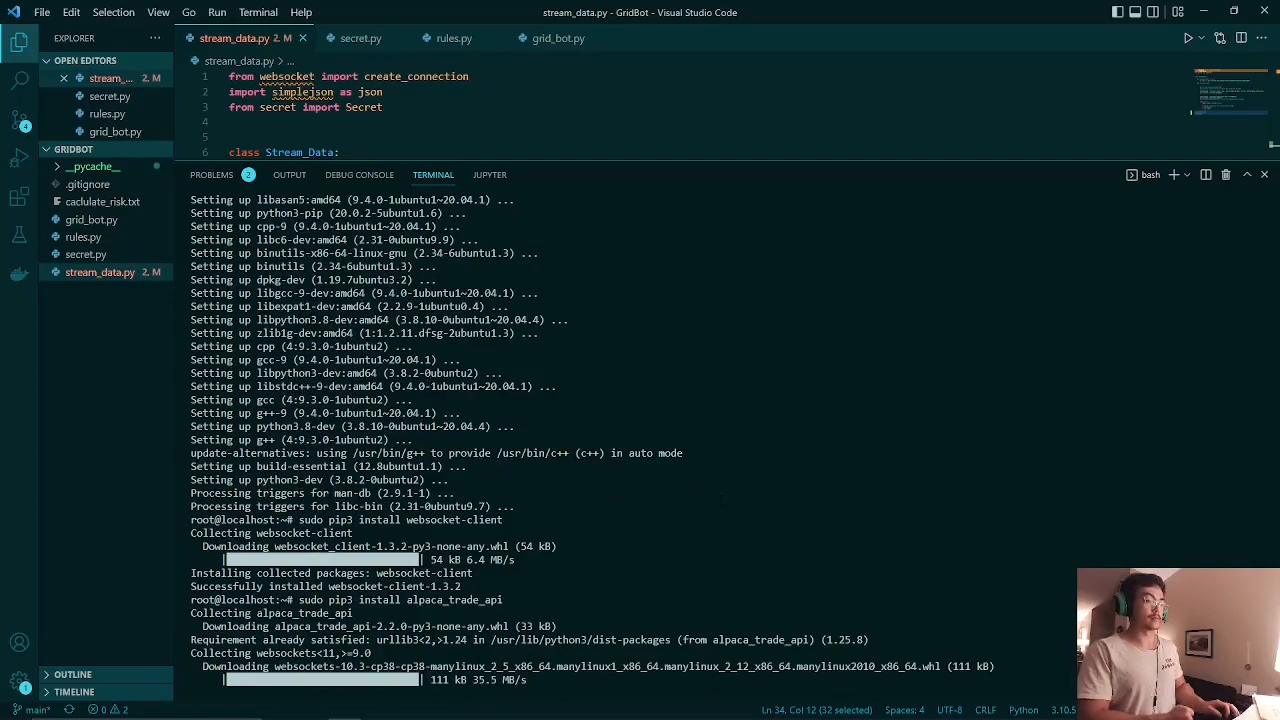 File Edit Selection View Go Run Terminal Help
stream_data.py - GridBot - Visual Studio Code
EXPLORER
OPEN EDITORS
stream_... 2, M
secret.py
rules.py
grid_bot.py
GRIDBOT
__pycache__
.gitignore
caclulate_risk.txt
grid_bot.py
rules.py
secret.py
stream_data.py 2, M
OUTLINE
TIMELINE
4
1
stream_data.py 2, M
secret.py
rules.py
grid_bot.py
stream_data.py > ...
1 from websocket import create_connection
2 import simplejson as json
3 from secret import Secret
4
5
6 class Stream_Data:
PROBLEMS 2 OUTPUT DEBUG CONSOLE TERMINAL JUPYTER
bash
Setting up libasan5:amd64 (9.4.0-1ubuntu1~20.04.1) ...
Setting up python3-pip (20.0.2-5ubuntu1.6) ...
Setting up cpp-9 (9.4.0-1ubuntu1~20.04.1) ...
Setting up libc6-dev:amd64 (2.31-0ubuntu9.9) ...
Setting up binutils-x86-64-linux-gnu (2.34-6ubuntu1.3) ...
Setting up binutils (2.34-6ubuntu1.3) ...
Setting up dpkg-dev (1.19.7ubuntu3.2) ...
Setting up libgcc-9-dev:amd64 (9.4.0-1ubuntu1~20.04.1) ...
Setting up libexpat1-dev:amd64 (2.2.9-1ubuntu0.4) ...
Setting up libpython3.8-dev:amd64 (3.8.10-0ubuntu1~20.04.4) ...
Setting up zlib1g-dev:amd64 (1:1.2.11.dfsg-2ubuntu1.3) ...
Setting up cpp (4:9.3.0-1ubuntu2) ...
Setting up gcc-9 (9.4.0-1ubuntu1~20.04.1) ...
Setting up libpython3-dev:amd64 (3.8.2-0ubuntu2) ...
Setting up libstdc++-9-dev:amd64 (9.4.0-1ubuntu1~20.04.1) ...
Setting up gcc (4:9.3.0-1ubuntu2) ...
Setting up g++-9 (9.4.0-1ubuntu1~20.04.1) ...
Setting up python3.8-dev (3.8.10-0ubuntu1~20.04.4) ...
Setting up g++ (4:9.3.0-1ubuntu2) ...
update-alternatives: using /usr/bin/g++ to provide /usr/bin/c++ (c++) in auto mode
Setting up build-essential (12.8ubuntu1.1) ...
Setting up python3-dev (3.8.2-0ubuntu2) ...
Processing triggers for man-db (2.9.1-1) ...
Processing triggers for libc-bin (2.31-0ubuntu9.7) ...
root@localhost:~# sudo pip3 install websocket-client
Collecting websocket-client
Downloading websocket_client-1.3.2-py3-none-any.whl (54 kB)
| | 54 kB 6.4 MB/s
Installing collected packages: websocket-client
Successfully installed websocket-client-1.3.2
root@localhost:~# sudo pip3 install alpaca_trade_api
Collecting alpaca_trade_api
Downloading alpaca_trade_api-2.2.0-py3-none-any.whl (33 kB)
Requirement already satisfied: urllib3<2,>1.24 in /usr/lib/python3/dist-packages (from alpaca_trade_api) (1.25.8)
Collecting websockets<11,>=9.0
Downloading websockets-10.3-cp38-cp38-manylinux_2_5_x86_64.manylinux1_x86_64.manylinux_2_12_x86_64.manylinux2010_x86_64.whl (111 kB)
| | 111 kB 35.5 MB/s
main* 0 2
Ln 34, Col 12 (32 selected) Spaces: 4 UTF-8 CRLF Python 3.10.5